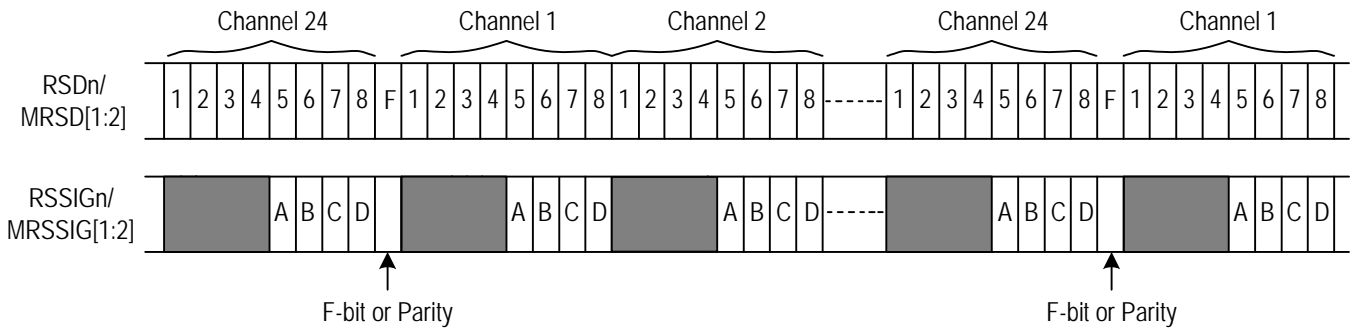 Channel 24 Channel 1 Channel 2 Channel 24 Channel 1
RSDn/
MRSD[1:2]
1 2 3 4 5 6 7 8 F 1 2 3 4 5 6 7 8 1 2 3 4 5 6 7 8 1 2 3 4 5 6 7 8 F 1 2 3 4 5 6 7 8
RSSIGn/
MRSSIG[1:2]
A B C D A B C D A B C D A B C D A B C D
F-bit or Parity F-bit or Parity